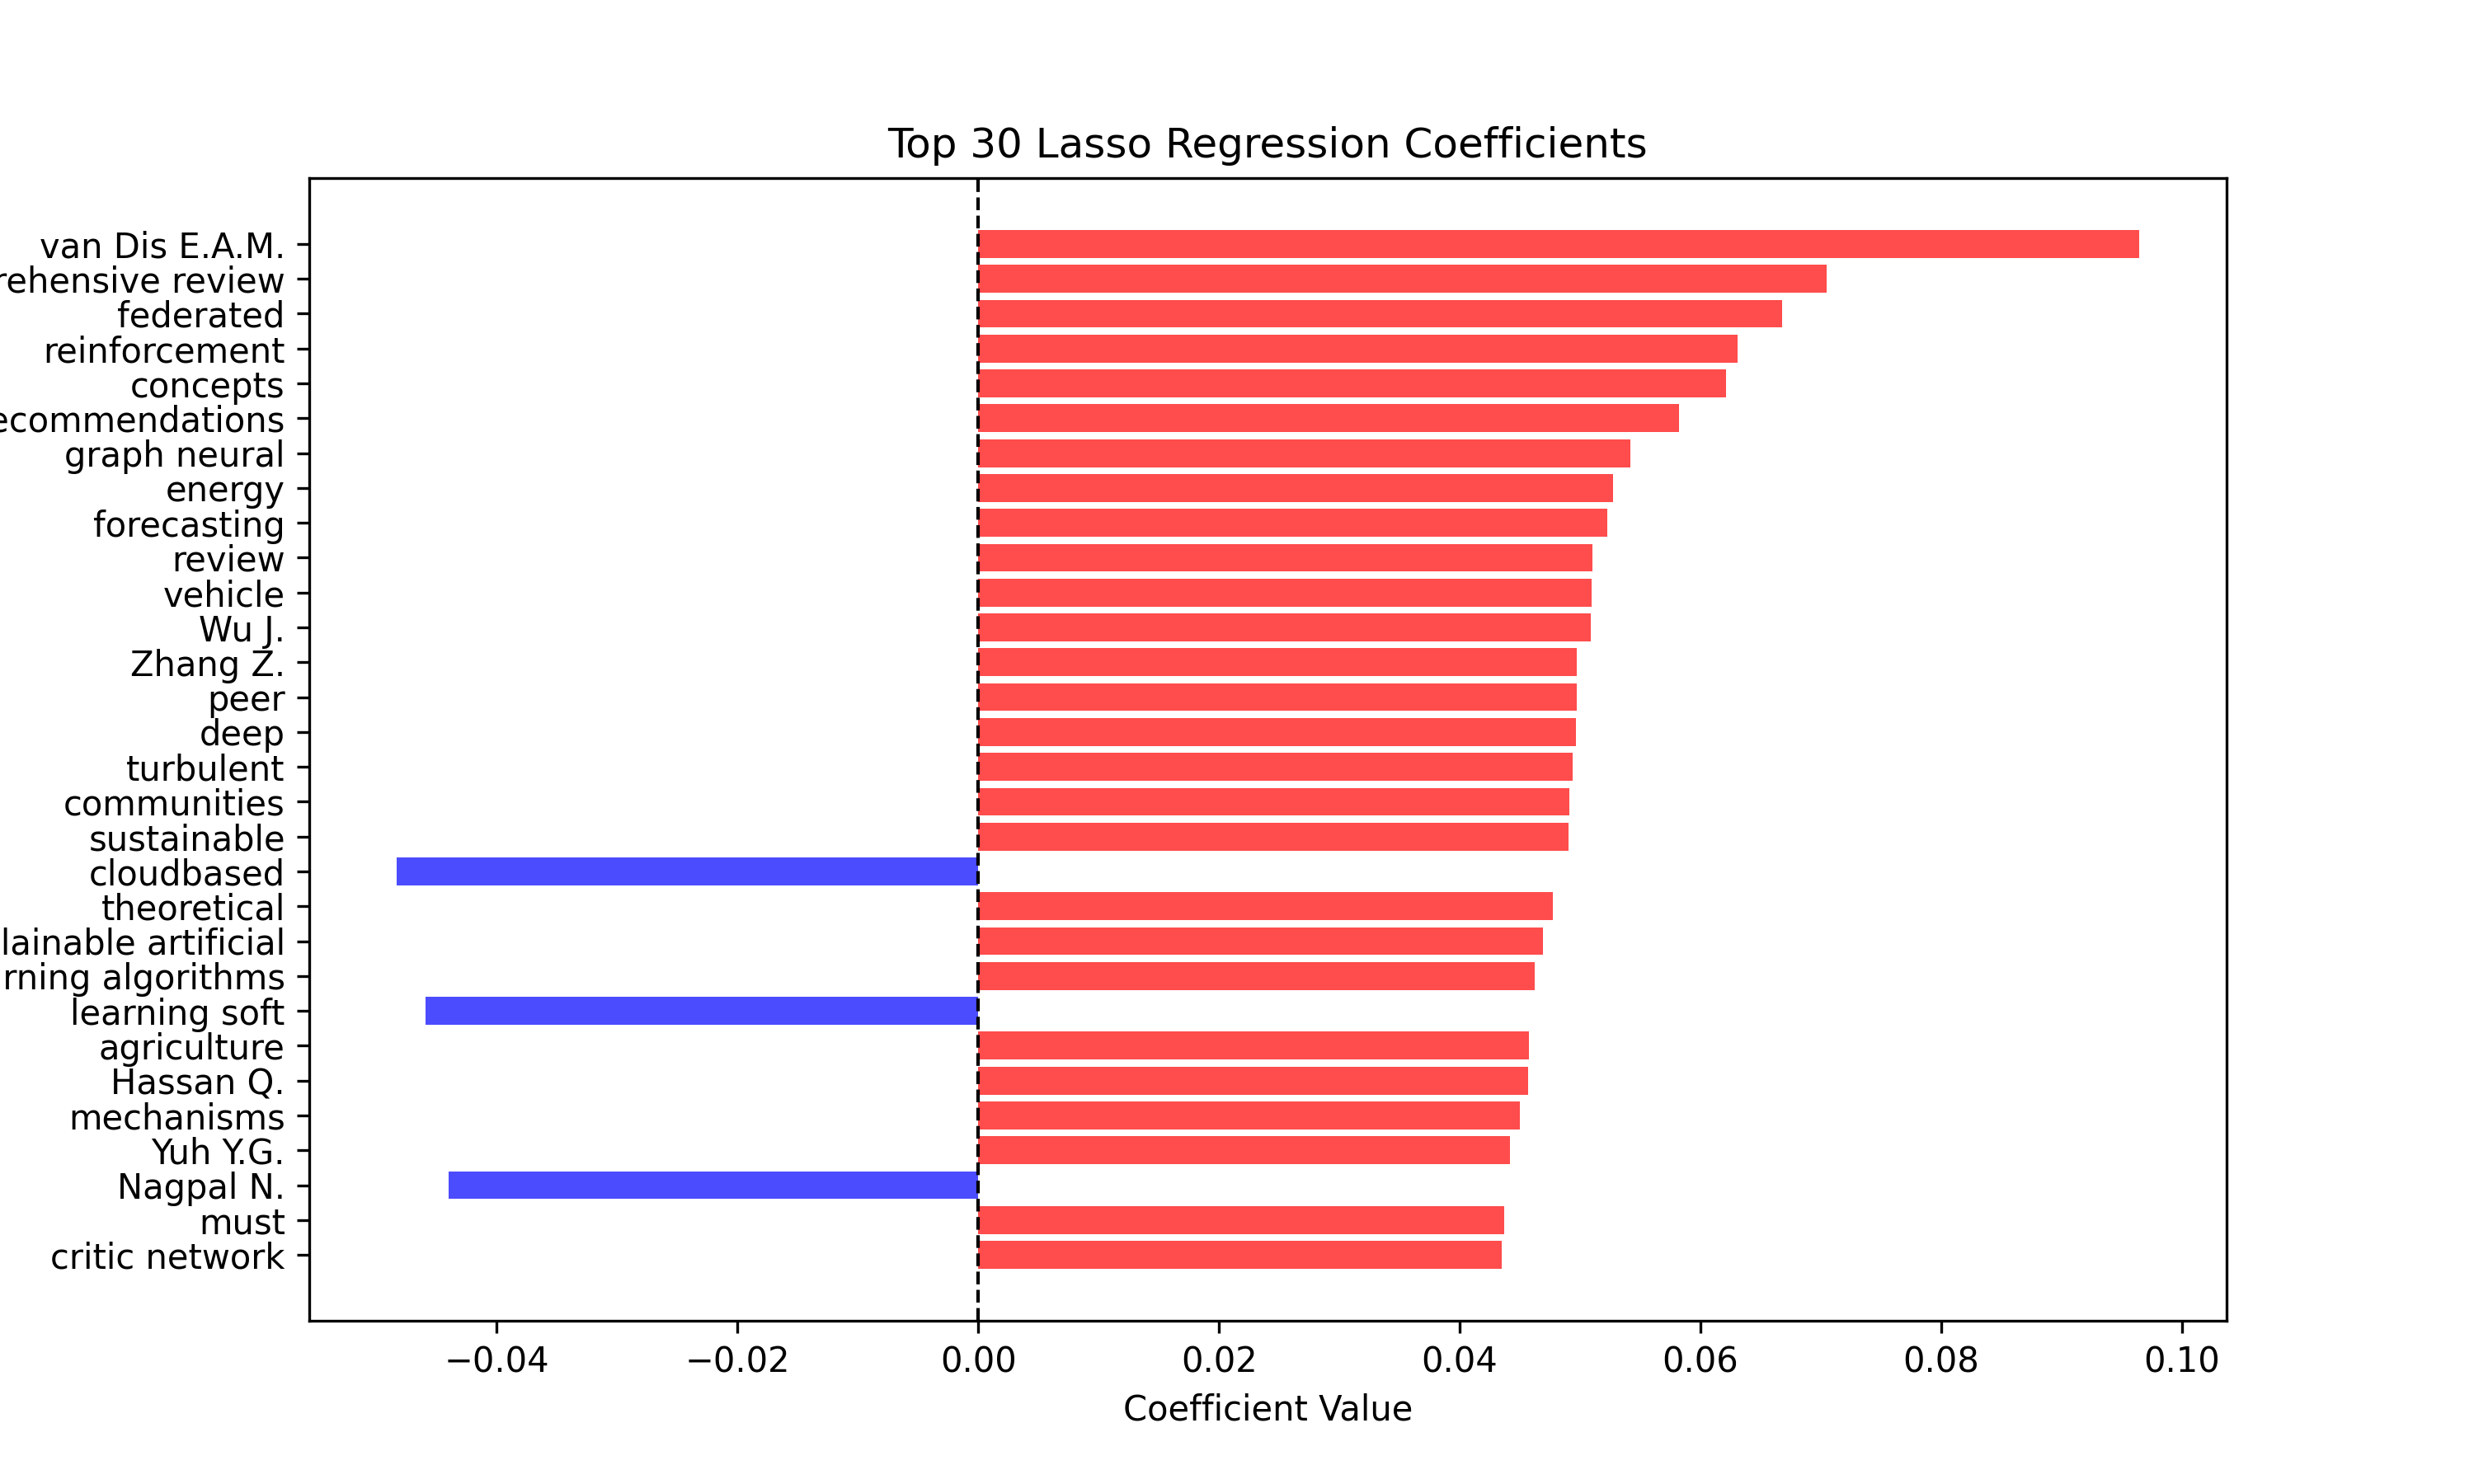 Top 30 Lasso Regression Coefficients
van Dis E.A.M.
rehensive review
federated
reinforcement
concepts
ecommendations
graph neural
energy
forecasting
review
vehicle
Wu J.
Zhang Z.
peer
deep
turbulent
communities
sustainable
cloudbased
theoretical
lainable artificial
rning algorithms
learning soft
agriculture
Hassan Q.
mechanisms
Yuh Y.G.
Nagpal N.
must
critic network
−0.04 −0.02 0.00 0.02 0.04 0.06 0.08 0.10
Coefficient Value